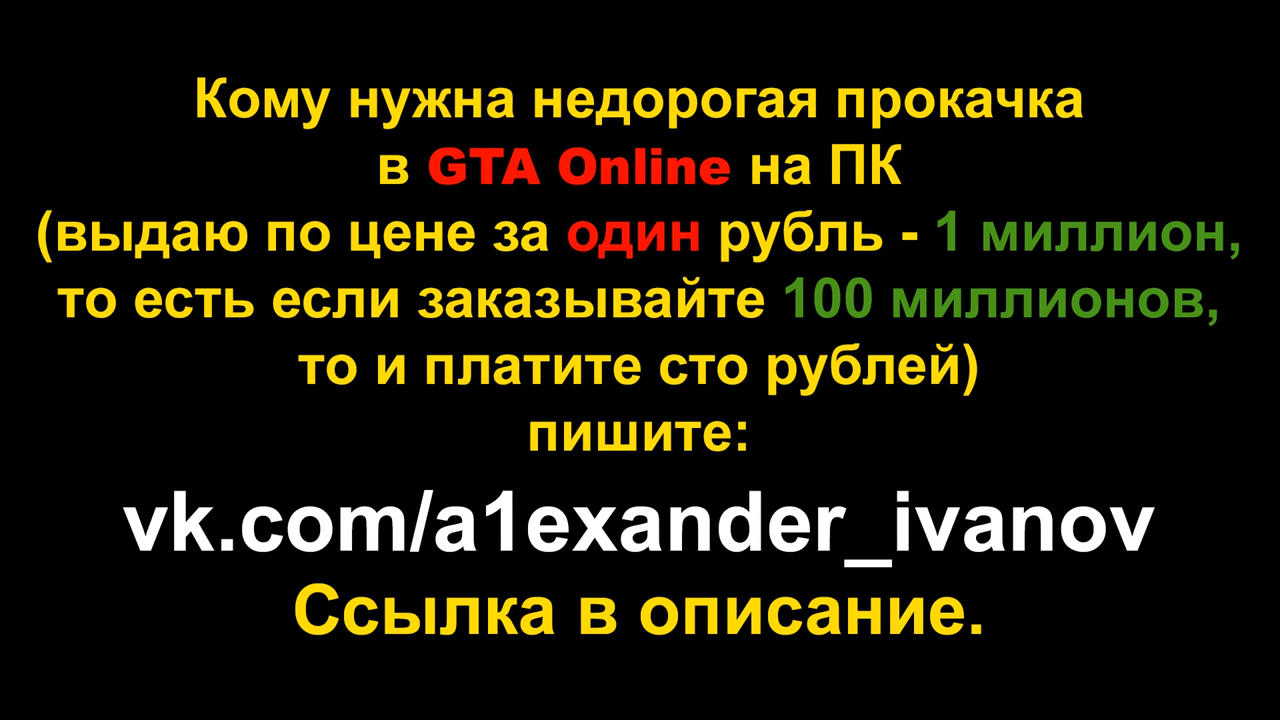 Кому нужна недорогая прокачка
в GTA Online на ПК
(выдаю по цене за один рубль - 1 миллион,
то есть если заказывайте 100 миллионов,
то и платите сто рублей)
пишите:
vk.com/a1exander_ivanov
Ссылка в описание.